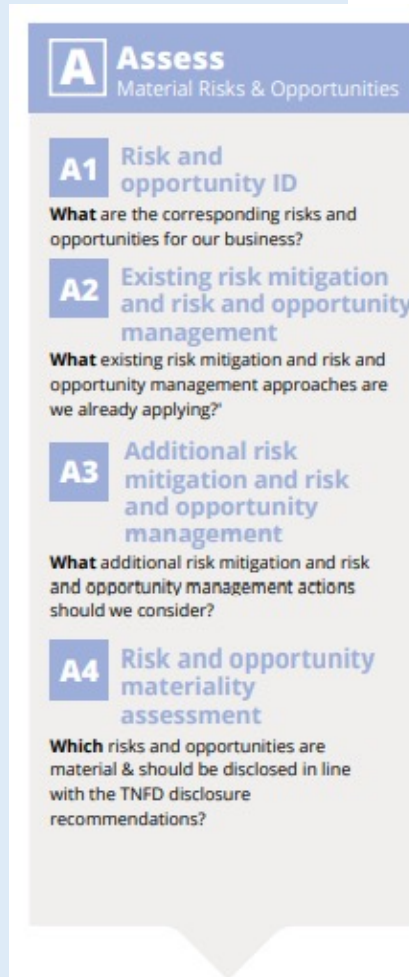 A Assess
Material Risks & Opportunities
A1 Risk and
opportunity ID
What are the corresponding risks and
opportunities for our business?
A2 Existing risk mitigation
and risk and opportunity
management
What existing risk mitigation and risk and
opportunity management approaches are
we already applying?'
A3 Additional risk
mitigation and risk
and opportunity
management
What additional risk mitigation and risk
and opportunity management actions
should we consider?
A4 Risk and opportunity
materiality
assessment
Which risks and opportunities are
material & should be disclosed in line
with the TNFD disclosure
recommendations?